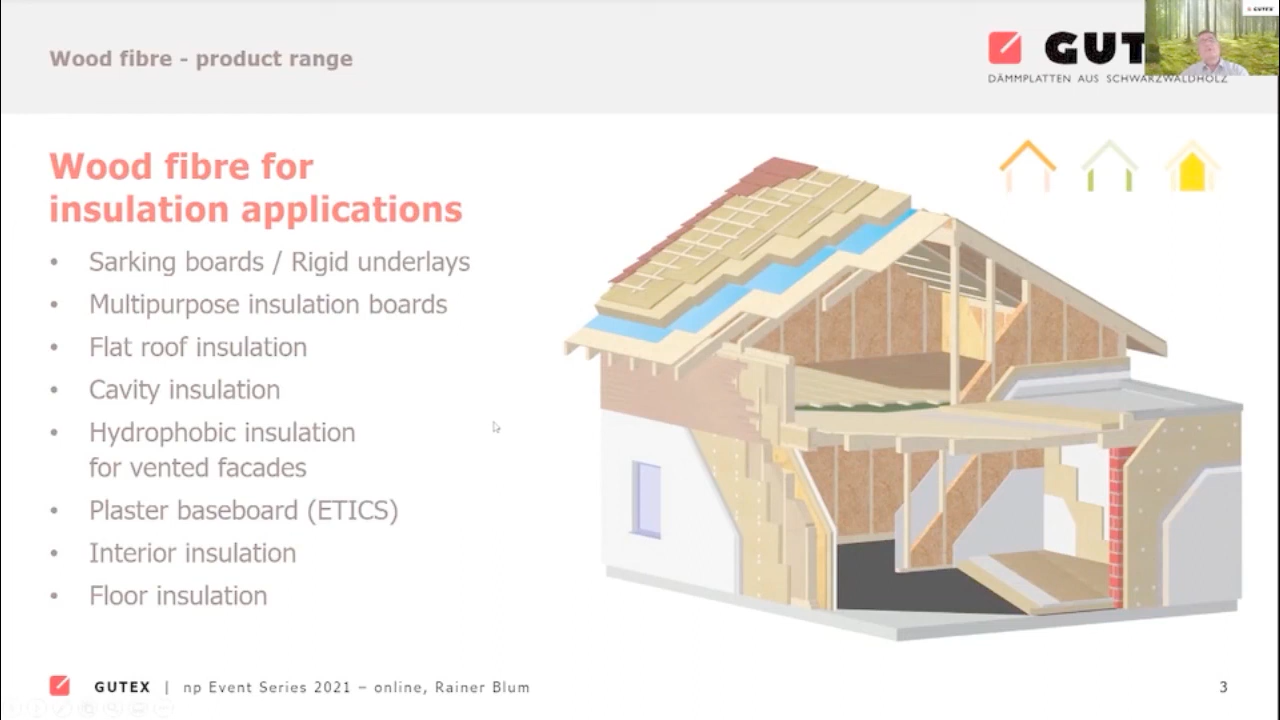 Wood fibre - product range
GUT
GUTEX
DÄMMPLATTEN AUS SCHWARZWALDHOLZ
Wood fibre for
insulation applications
• Sarking boards / Rigid underlays
• Multipurpose insulation boards
• Flat roof insulation
• Cavity insulation
• Hydrophobic insulation
for vented facades
• Plaster baseboard (ETICS)
• Interior insulation
• Floor insulation
GUTEX | np Event Series 2021 – online, Rainer Blum
3